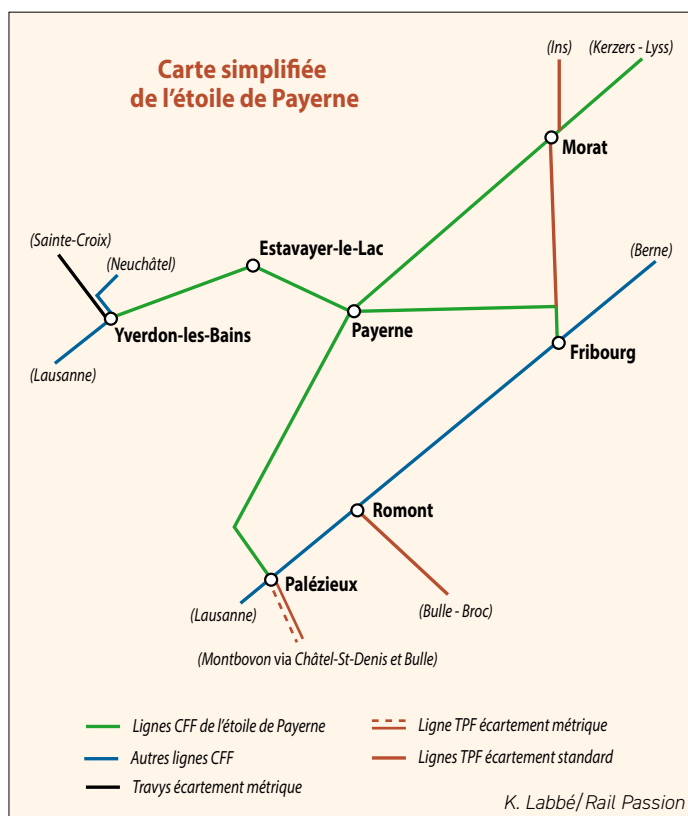 Carte simplifiée
de l'étoile de Payerne
(Ins)
(Kerzers - Lyss)
Morat
(Sainte-Croix)
(Neuchâtel)
Estavayer-le-Lac
(Berne)
Yverdon-les-Bains
Payerne
Fribourg
(Lausanne)
Romont
Palézieux
(Lausanne)
(Bulle - Broc)
(Montbovon via Châtel-St-Denis et Bulle)
Lignes CFF de l'étoile de Payerne
Ligne TPF écartement métrique
Autres lignes CFF
Lignes TPF écartement standard
Travys écartement métrique
K. Labbé/Rail Passion